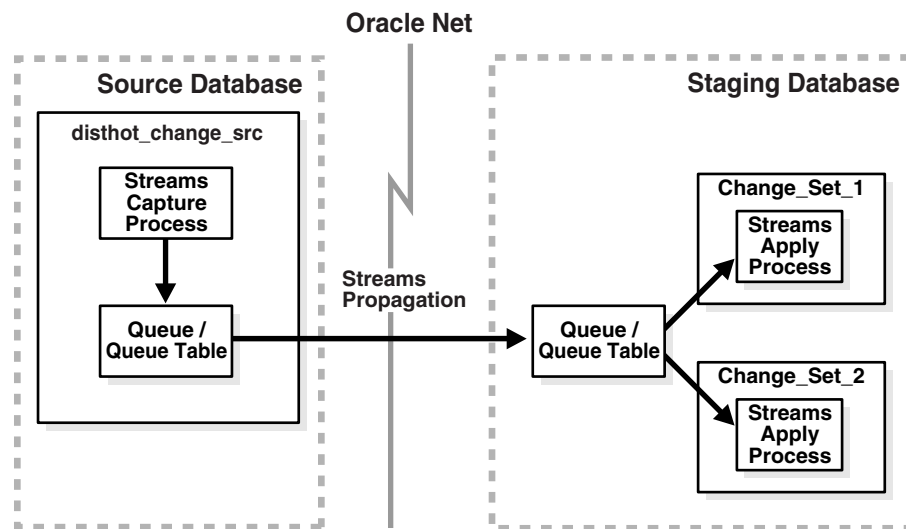 Oracle Net
Source Database
disthot_change_src
Streams
Capture
Process
Queue /
Queue Table
Streams
Propagation
Staging Database
Queue /
Queue Table
Change_Set_1
Streams
Apply
Process
Change_Set_2
Streams
Apply
Process